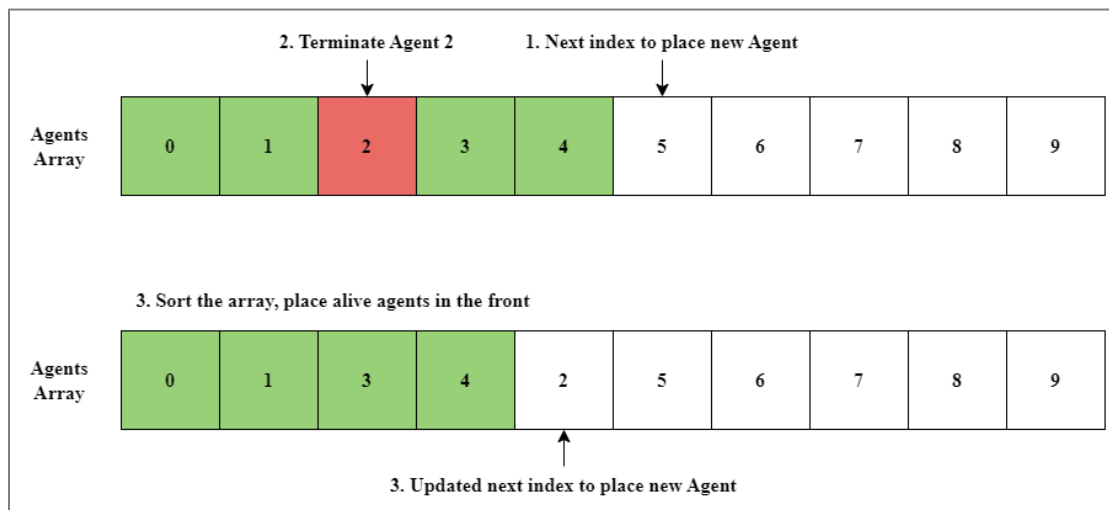 2. Terminate Agent 2
1. Next index to place new Agent
Agents
Array
0 1 2 3 4 5 6 7 8 9
3. Sort the array, place alive agents in the front
Agents
Array
0 1 3 4 2 5 6 7 8 9
3. Updated next index to place new Agent